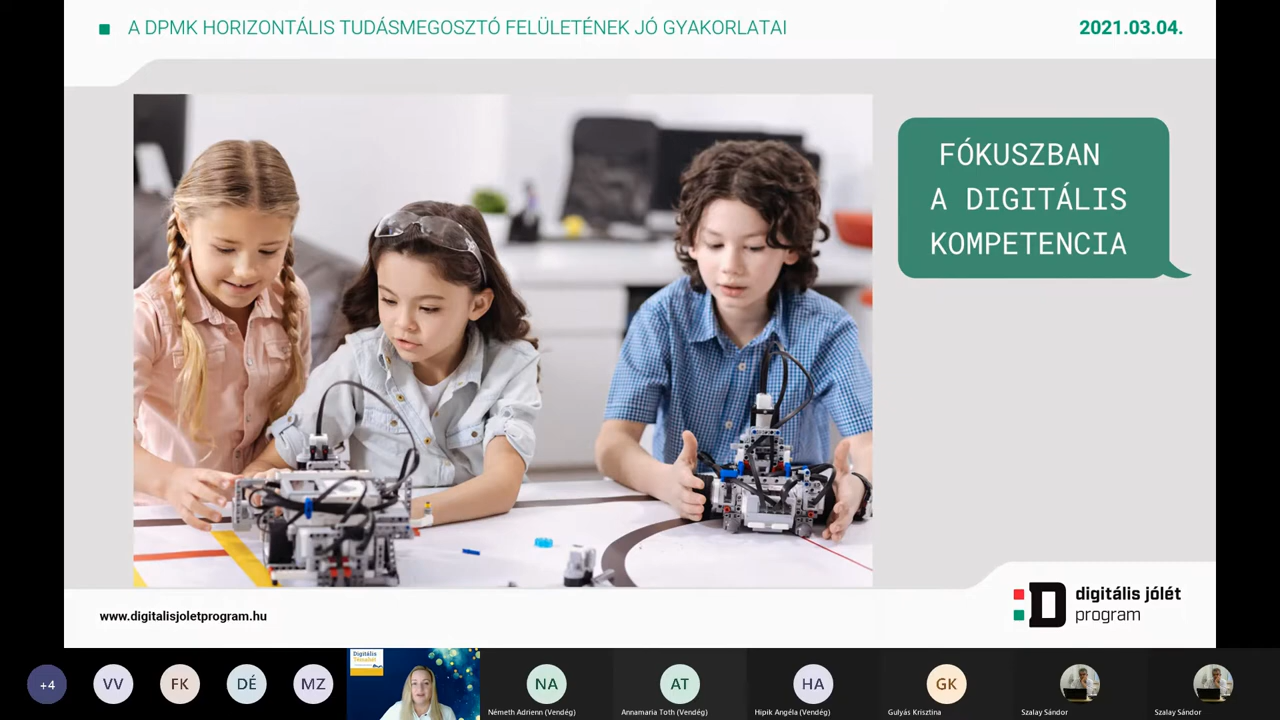 A DPMK HORIZONTÁLIS TUDÁSMEGOSZTÓ FELÜLETÉNEK JÓ GYAKORLATAI
2021.03.04.
FÓKUSZBAN
A DIGITÁLIS
KOMPETENCIA
www.digitalisjoletprogram.hu
digitális jólét
program
+4
VV
FK
DÉ
MZ
Digitális
NA
Németh Adrienn (Vendég)
AT
Annamaria Toth (Vendég)
HA
Hipik Angéla (Vendég)
GK
Gulyás Krisztina
Szalay Sándor
Szalay Sándor